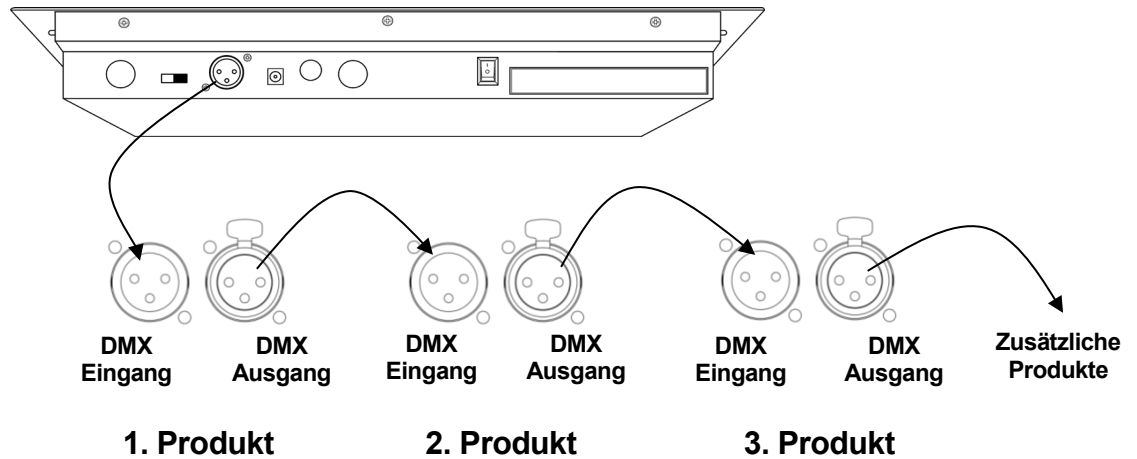 DMX
Eingang
DMX
Ausgang
DMX
Eingang
DMX
Ausgang
DMX
Eingang
DMX
Ausgang
Zusätzliche
Produkte
1. Produkt
2. Produkt
3. Produkt